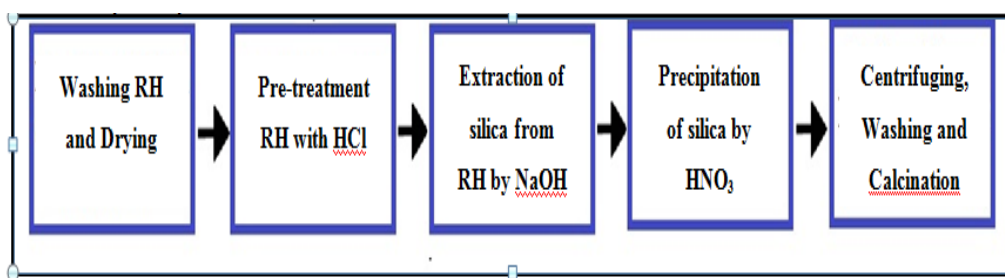 Washing RH
and Drying
Pre-treatment
RH with HCl
Extraction of
silica from
RH by NaOH
Precipitation
of silica by
HNO₃
Centrifuging,
Washing and
Calcination